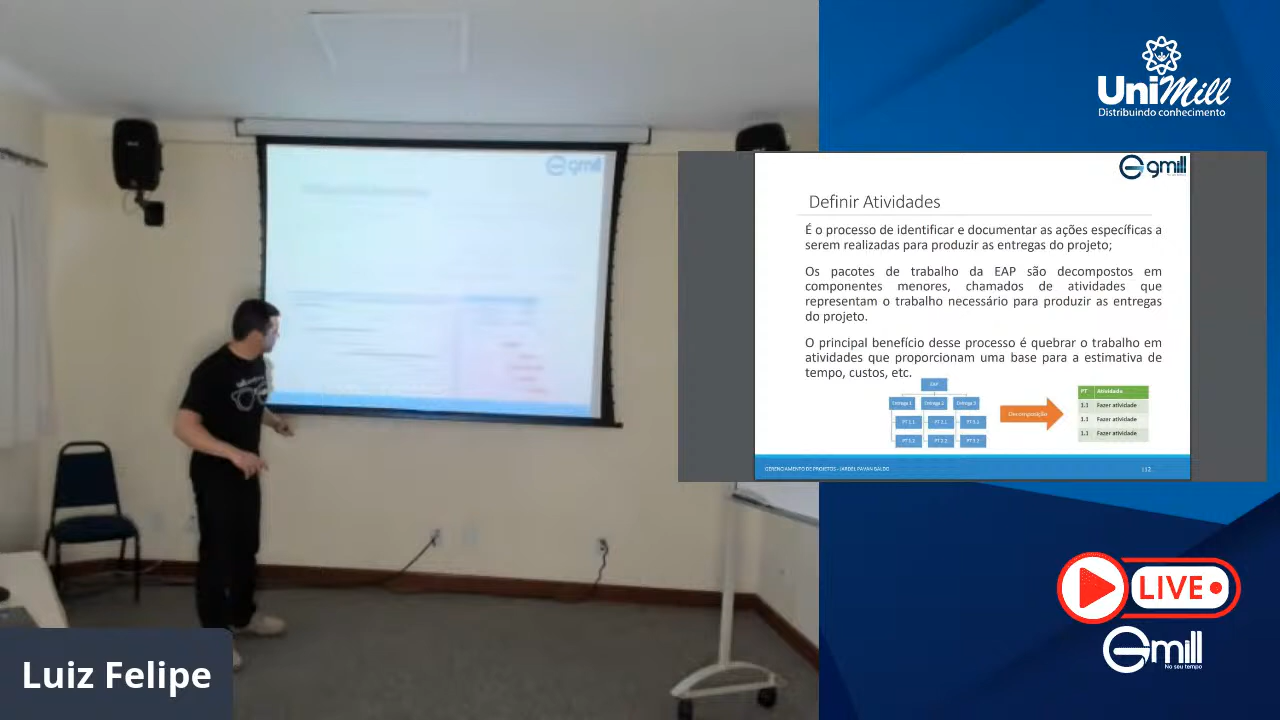 gmill
UniMill
Distribuindo conhecimento
gmill
Definir Atividades
É o processo de identificar e documentar as ações específicas a
serem realizadas para produzir as entregas do projeto;
Os pacotes de trabalho da EAP são decompostos em
componentes menores, chamados de atividades que
representam o trabalho necessário para produzir as entregas
do projeto.
O principal benefício desse processo é quebrar o trabalho em
atividades que proporcionam uma base para a estimativa de
tempo, custos, etc.
EAP
Entrega 1 Entrega 2 Entrega 3
PT 1.1 PT 2.1 PT 3.1
PT 1.2 PT 2.2 PT 3.2
Decomposição
PT Atividade
1.1 Fazer atividade
1.1 Fazer atividade
1.1 Fazer atividade
GERENCIAMENTO DE PROJETOS - JARDEL PAVAN BALDO
112
LIVE
Gmill
No seu tempo
Luiz Felipe